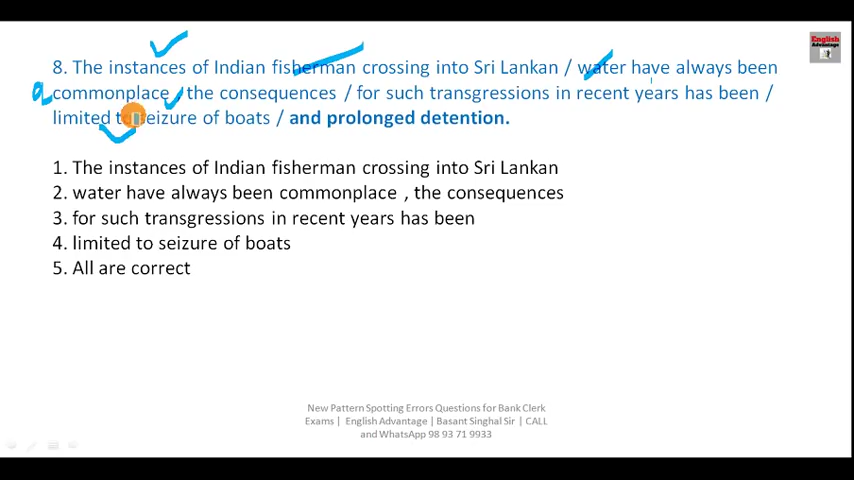 English
Advantage
8. The instances of Indian fisherman crossing into Sri Lankan / water have always been
a commonplace , the consequences / for such transgressions in recent years has been /
limited to seizure of boats / and prolonged detention.
1. The instances of Indian fisherman crossing into Sri Lankan
2. water have always been commonplace , the consequences
3. for such transgressions in recent years has been
4. limited to seizure of boats
5. All are correct
New Pattern Spotting Errors Questions for Bank Clerk
Exams | English Advantage | Basant Singhal Sir | CALL
and WhatsApp 98 93 71 9933